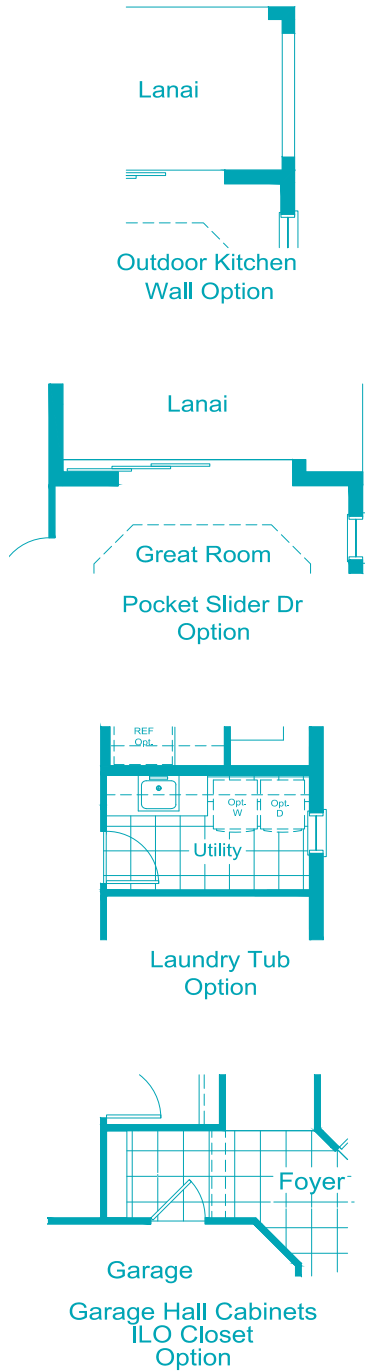 Lanai
Outdoor Kitchen
Wall Option
Lanai
Great Room
Pocket Slider Dr
Option
REF
Opt.
Opt.
W
Opt.
D
Utility
Laundry Tub
Option
Foyer
Garage
Garage Hall Cabinets
ILO Closet
Option